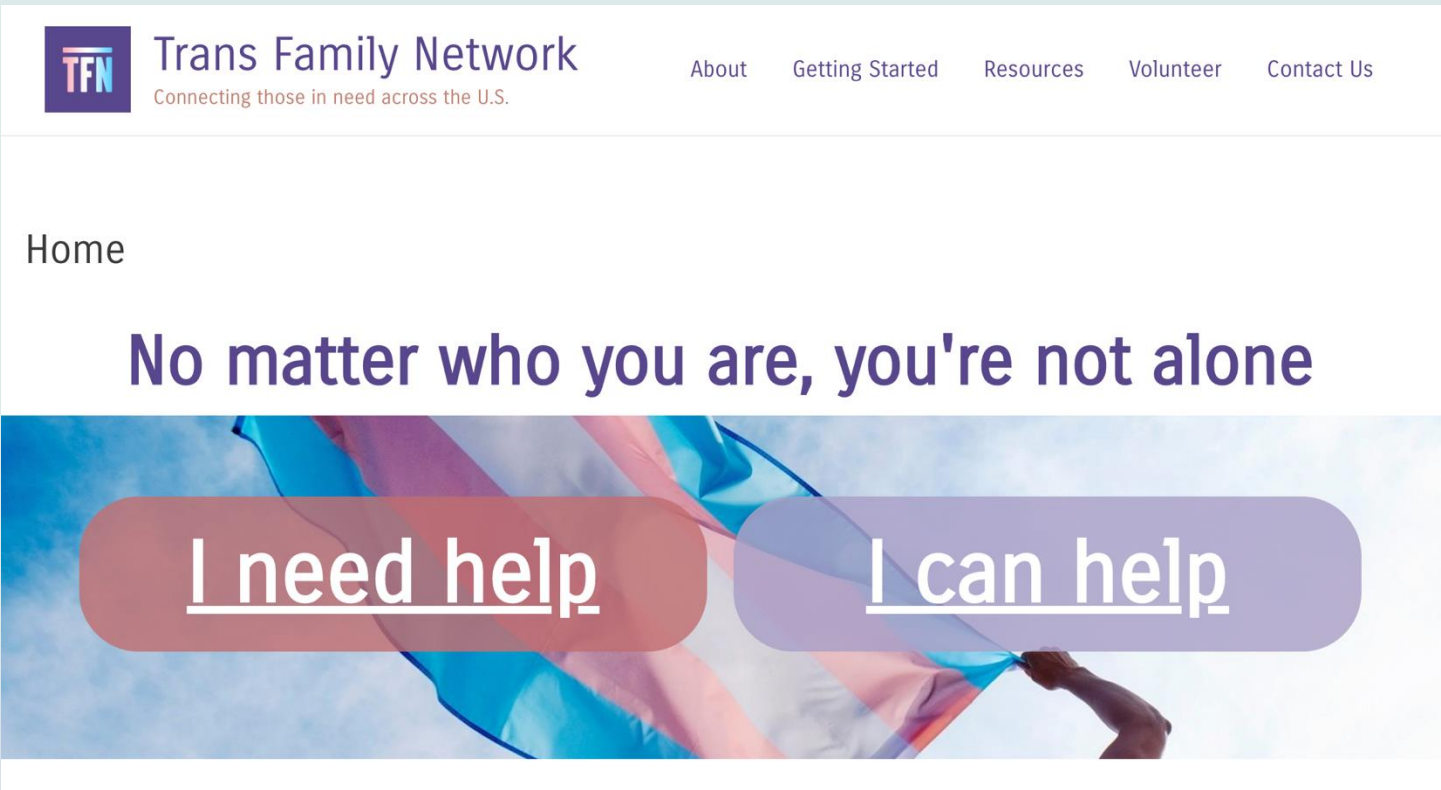 TFN
Trans Family Network
Connecting those in need across the U.S.
About Getting Started Resources Volunteer Contact Us
Home
No matter who you are, you're not alone
I need help
I can help